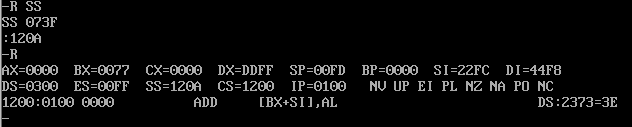 -R SS
SS 073F
:120A
-R
AX=0000 BX=0077 CX=0000 DX=DDFF SP=00FD BP=0000 SI=22FC DI=44F8
DS=0300 ES=00FF SS=120A CS=1200 IP=0100 NV UP EI PL NZ NA PO NC
1200:0100 0000 ADD [BX+SI],AL DS:2373=3E
-